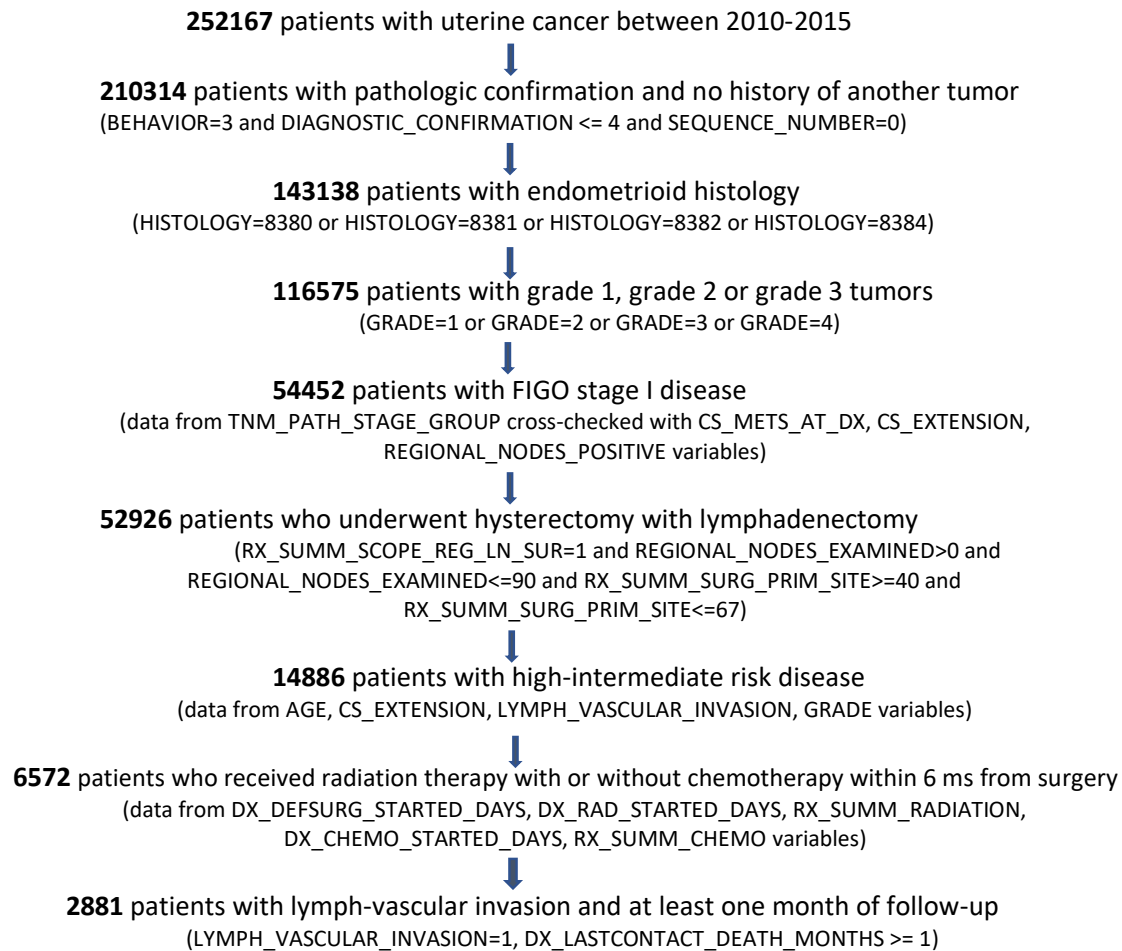 252167 patients with uterine cancer between 2010-2015
210314 patients with pathologic confirmation and no history of another tumor
(BEHAVIOR=3 and DIAGNOSTIC_CONFIRMATION <= 4 and SEQUENCE_NUMBER=0)
143138 patients with endometrioid histology
(HISTOLOGY=8380 or HISTOLOGY=8381 or HISTOLOGY=8382 or HISTOLOGY=8384)
116575 patients with grade 1, grade 2 or grade 3 tumors
(GRADE=1 or GRADE=2 or GRADE=3 or GRADE=4)
54452 patients with FIGO stage I disease
(data from TNM_PATH_STAGE_GROUP cross-checked with CS_METS_AT_DX, CS_EXTENSION,
REGIONAL_NODES_POSITIVE variables)
52926 patients who underwent hysterectomy with lymphadenectomy
(RX_SUMM_SCOPE_REG_LN_SUR=1 and REGIONAL_NODES_EXAMINED>0 and
REGIONAL_NODES_EXAMINED<=90 and RX_SUMM_SURG_PRIM_SITE>=40 and
RX_SUMM_SURG_PRIM_SITE<=67)
14886 patients with high-intermediate risk disease
(data from AGE, CS_EXTENSION, LYMPH_VASCULAR_INVASION, GRADE variables)
6572 patients who received radiation therapy with or without chemotherapy within 6 ms from surgery
(data from DX_DEFSURG_STARTED_DAYS, DX_RAD_STARTED_DAYS, RX_SUMM_RADIATION,
DX_CHEMO_STARTED_DAYS, RX_SUMM_CHEMO variables)
2881 patients with lymph-vascular invasion and at least one month of follow-up
(LYMPH_VASCULAR_INVASION=1, DX_LASTCONTACT_DEATH_MONTHS >= 1)